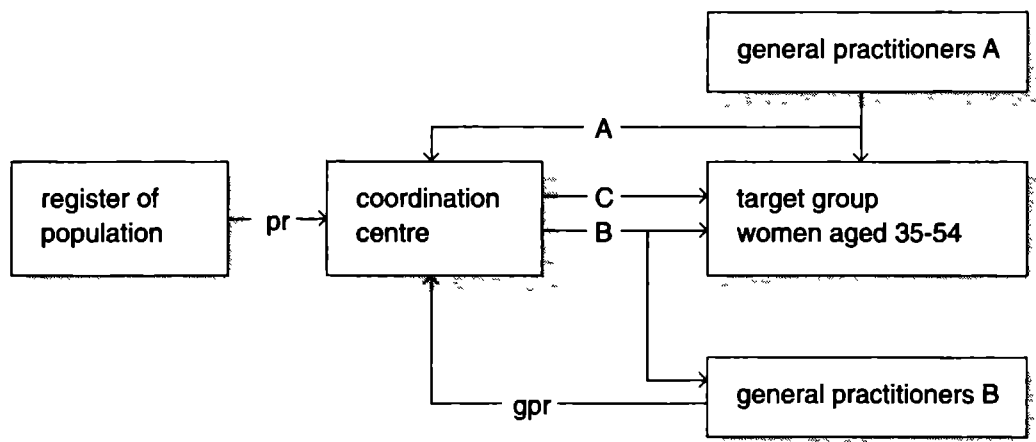 general practitioners A
A
register of
population
pr
coordination
centre
C
B
target group
women aged 35-54
gpr
general practitioners B